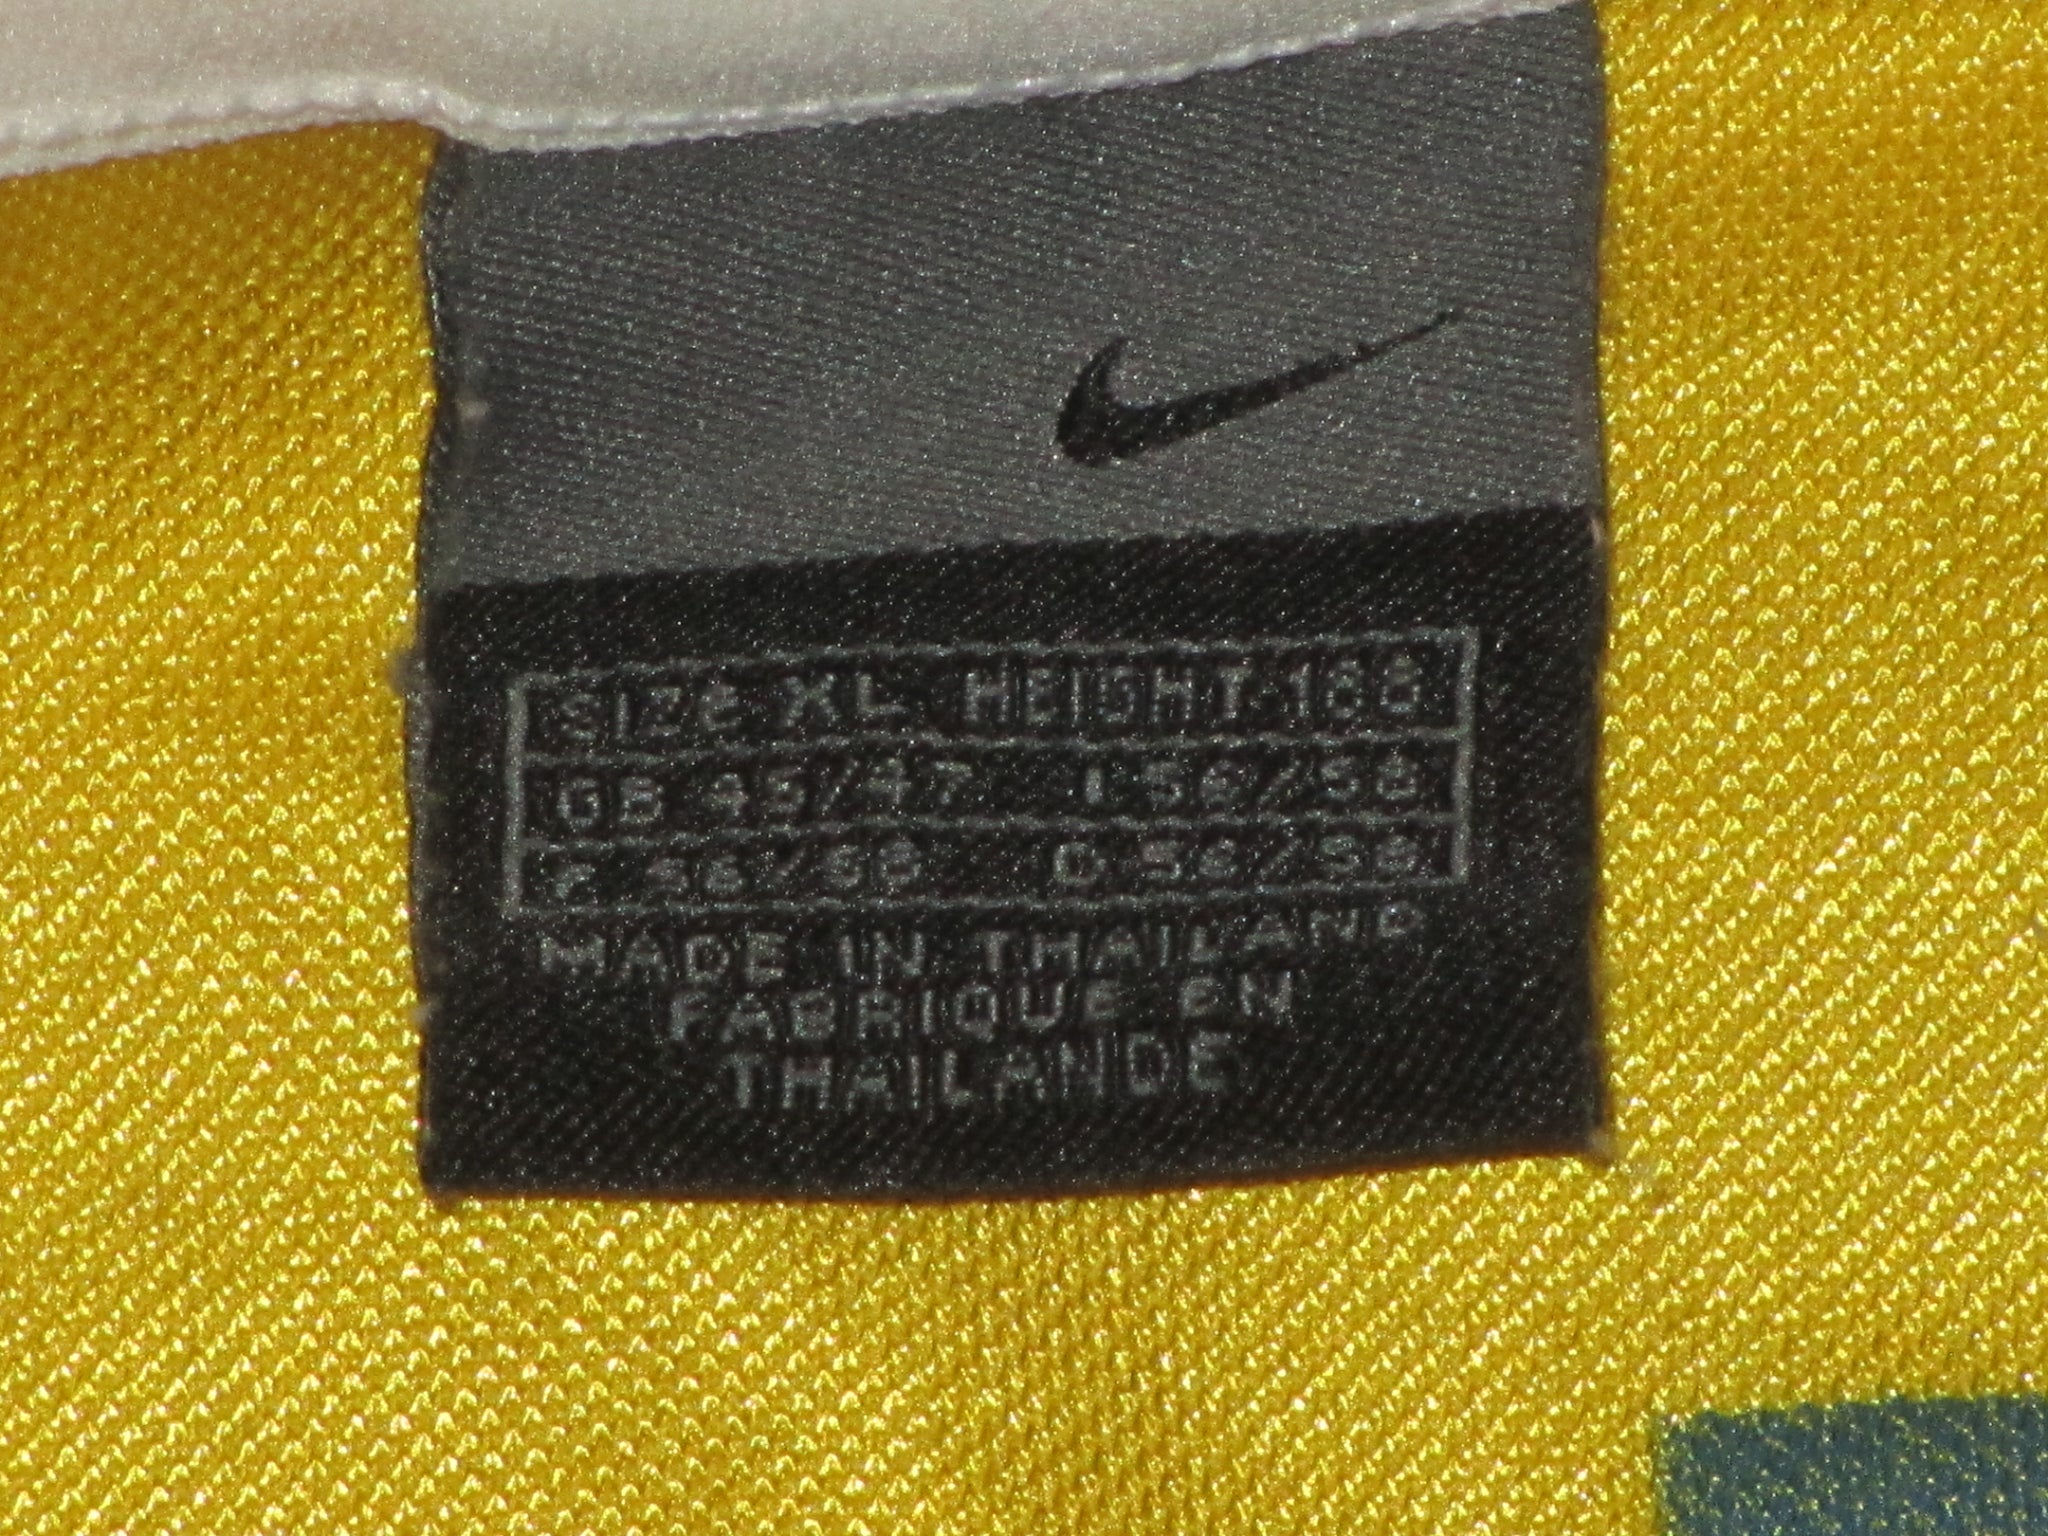 SIZE XL HEIGHT 188
GB 45/47 I 56/58
F 56/58 D 56/58
MADE IN THAILAND
FABRIQUE EN
THAILANDE